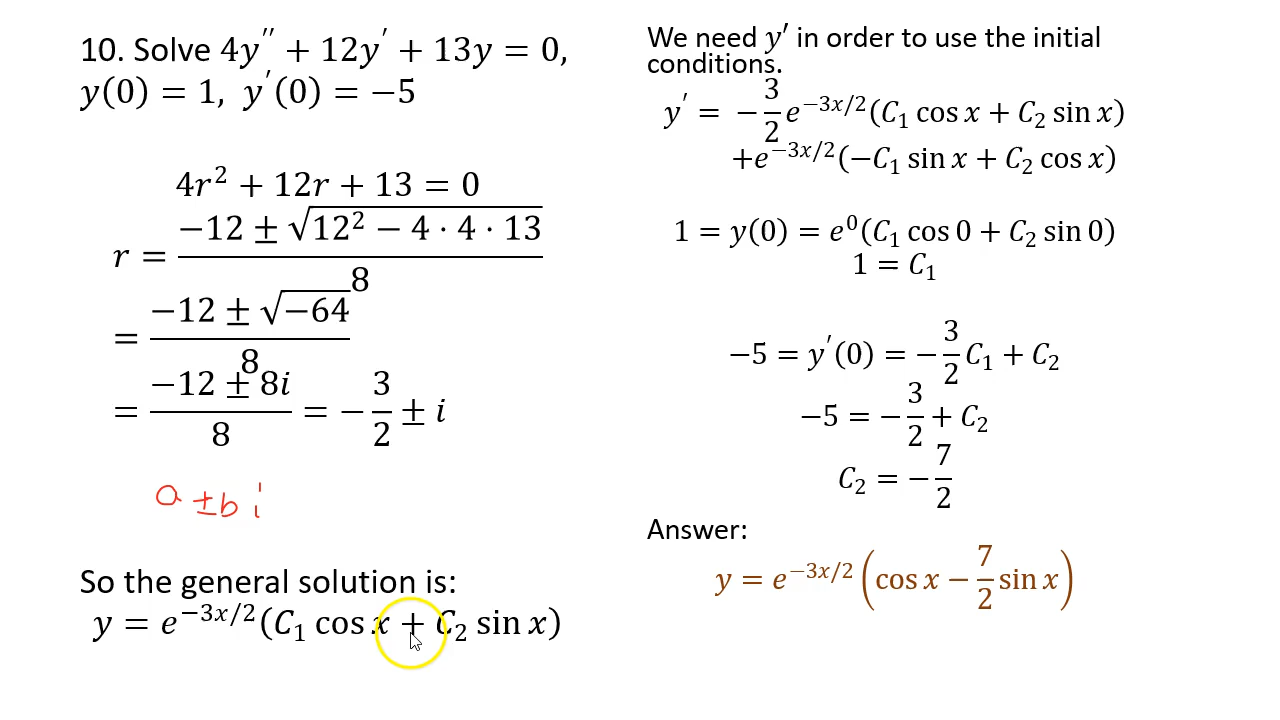 10. Solve 4y′′ + 12y′ + 13y = 0,
y(0) = 1, y′(0) = −5
4r² + 12r + 13 = 0
r = (−12 ± √(12² − 4 · 4 · 13))/8
= (−12 ± √(−64))/8
= (−12 ± 8i)/8 = −3/2 ± i
a ± b i
So the general solution is:
y = e^(−3x/2)(C₁ cos x + C₂ sin x)
We need y′ in order to use the initial
conditions.
y′ = −3/2 e^(−3x/2)(C₁ cos x + C₂ sin x)
+e^(−3x/2)(−C₁ sin x + C₂ cos x)
1 = y(0) = e⁰(C₁ cos 0 + C₂ sin 0)
1 = C₁
−5 = y′(0) = −3/2 C₁ + C₂
−5 = −3/2 + C₂
C₂ = −7/2
Answer:
y = e^(−3x/2) (cos x − 7/2 sin x)